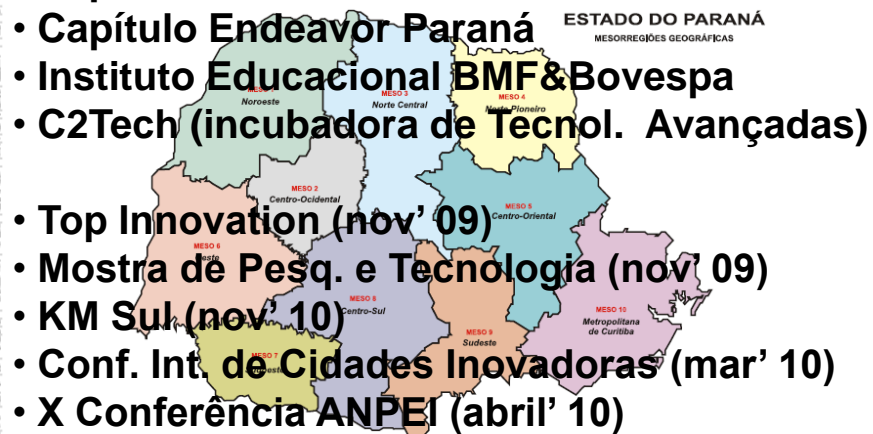 • Capítulo Endeavor Paraná
ESTADO DO PARANÁ
MESORREGIÕES GEOGRÁFICAS
• Instituto Educacional BMF&Bovespa
• C2Tech (incubadora de Tecnol. Avançadas)
• Top Innovation (nov’ 09)
• Mostra de Pesq. e Tecnologia (nov’ 09)
• KM Sul (nov’ 10)
• Conf. Int. de Cidades Inovadoras (mar’ 10)
• X Conferência ANPEI (abril’ 10)
Noroeste
MESO 3
Norte Central
MESO 4
MESO 2
Centro-Ocidental
MESO 5
Centro-Oriental
MESO 6
MESO 8
Centro-Sul
MESO 9
Sudeste
MESO 10
Metropolitana
de Curitiba
MESO 7